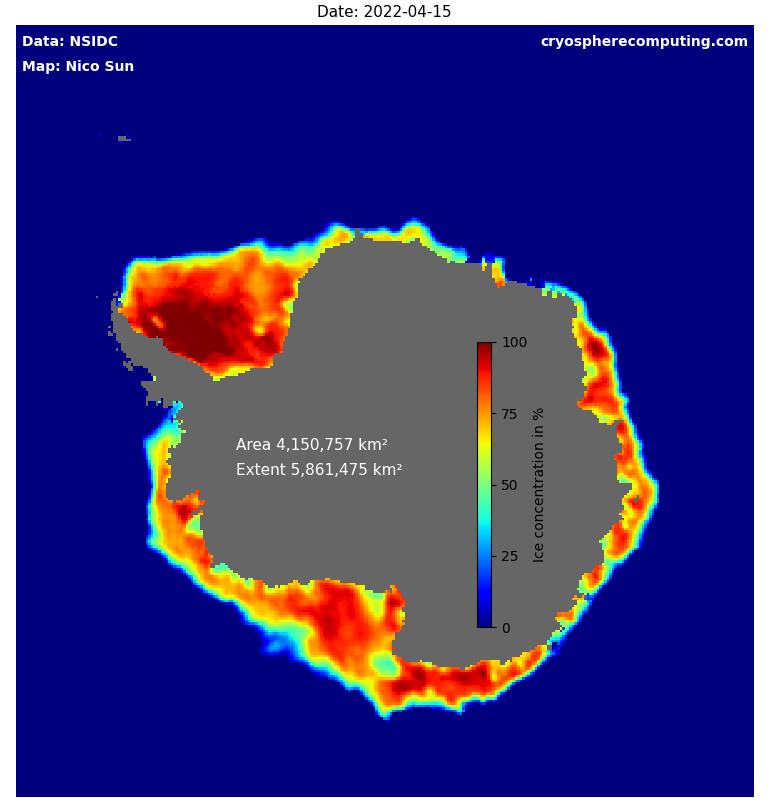 Date: 2022-04-15
Data: NSIDC
cryospherecomputing.com
Map: Nico Sun
100
75
Area 4,150,757 km²
Extent 5,861,475 km²
50
25
0
Ice concentration in %